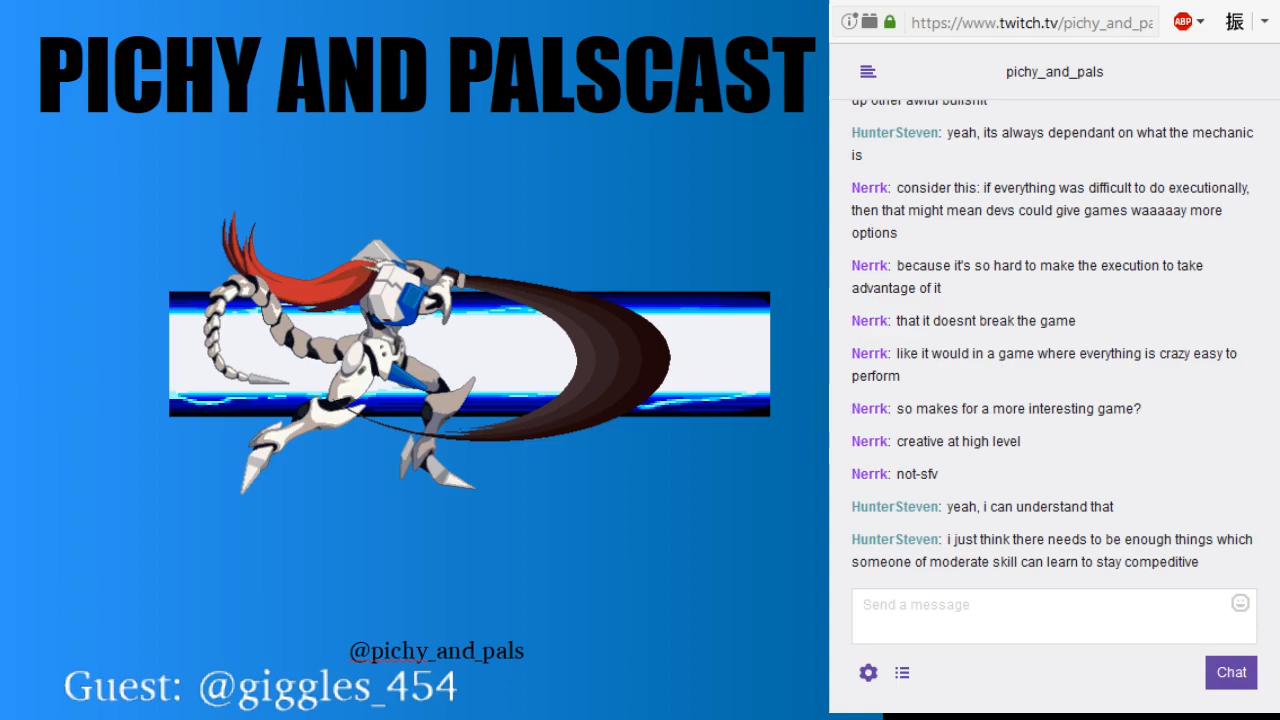 PICHY AND PALSCAST
@pichy_and_pals
Guest: @giggles_454
https://www.twitch.tv/pichy_and_pa
ABP
振
pichy_and_pals
up other awful bullshit
HunterSteven: yeah, its always dependant on what the mechanic
is
Nerrk: consider this: if everything was difficult to do executionally,
then that might mean devs could give games waaaaay more
options
Nerrk: because it's so hard to make the execution to take
advantage of it
Nerrk: that it doesnt break the game
Nerrk: like it would in a game where everything is crazy easy to
perform
Nerrk: so makes for a more interesting game?
Nerrk: creative at high level
Nerrk: not-sfv
HunterSteven: yeah, i can understand that
HunterSteven: i just think there needs to be enough things which
someone of moderate skill can learn to stay compeditive
Send a message
Chat